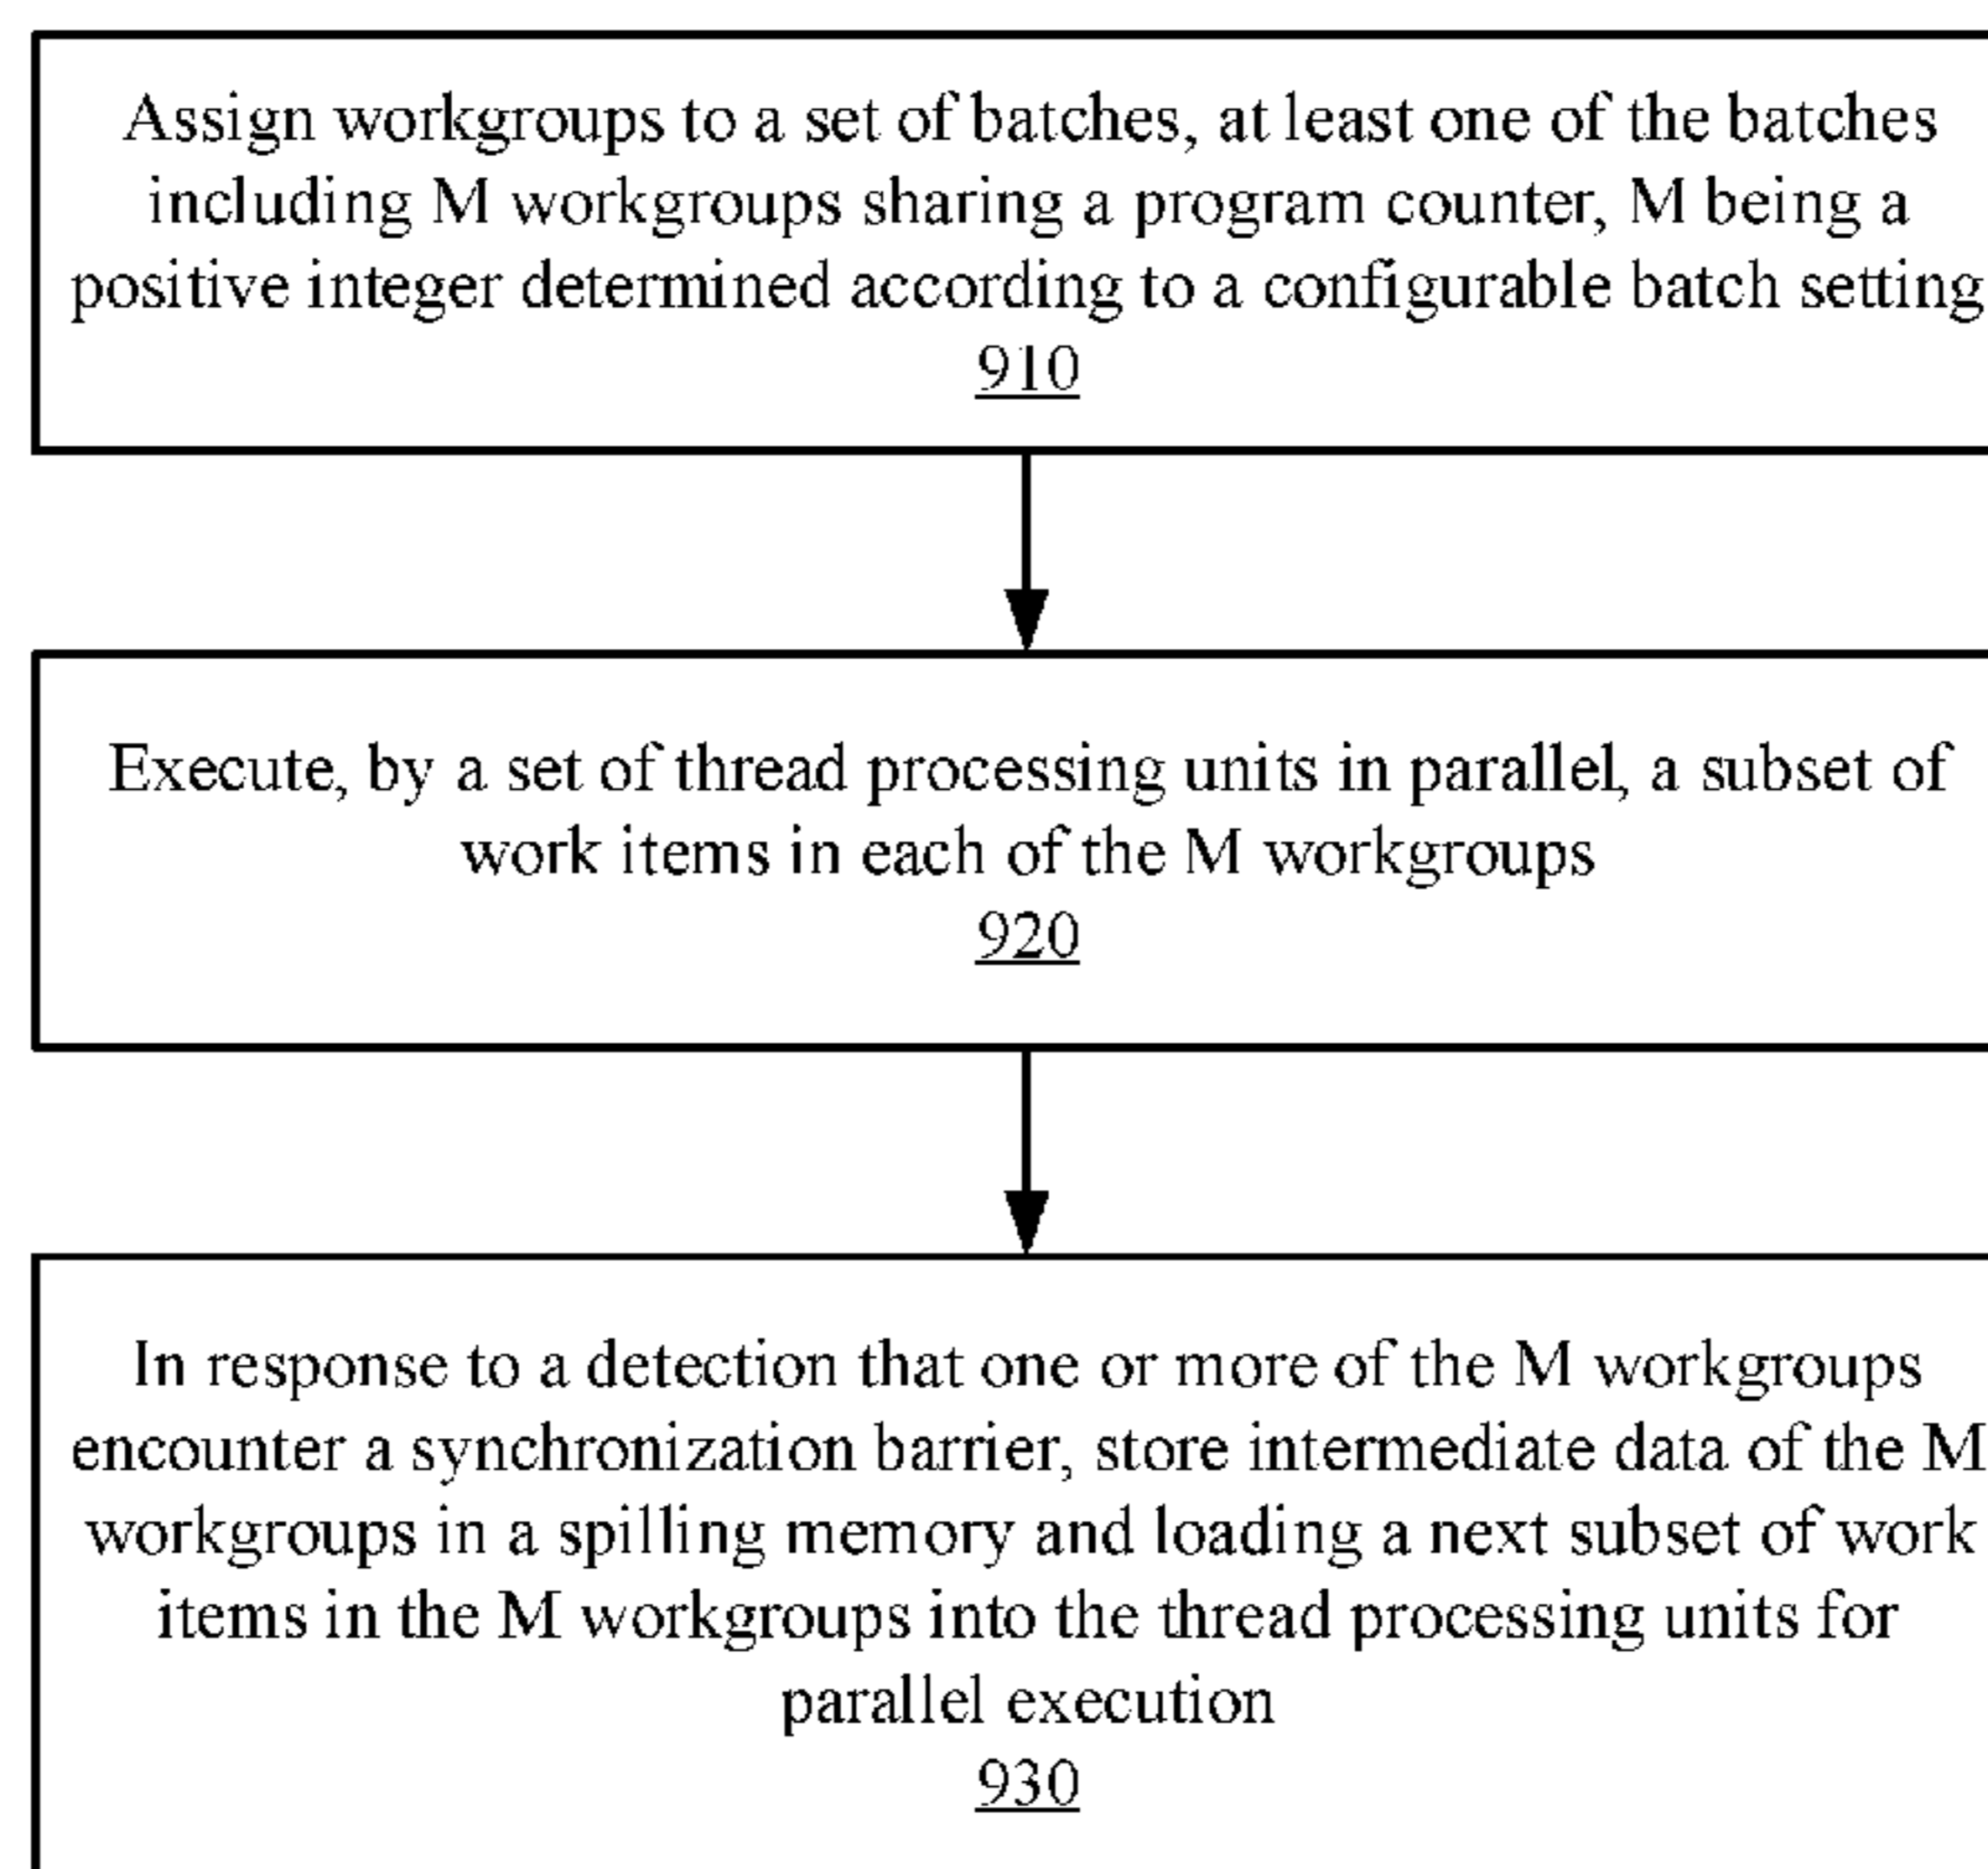 Assign workgroups to a set of batches, at least one of the batches
including M workgroups sharing a program counter, M being a
positive integer determined according to a configurable batch setting
910
Execute, by a set of thread processing units in parallel, a subset of
work items in each of the M workgroups
920
In response to a detection that one or more of the M workgroups
encounter a synchronization barrier, store intermediate data of the M
workgroups in a spilling memory and loading a next subset of work
items in the M workgroups into the thread processing units for
parallel execution
930